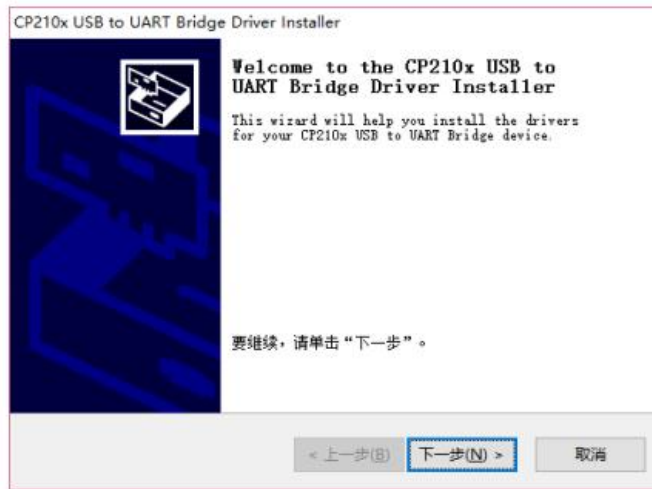 CP210x USB to UART Bridge Driver Installer
Welcome to the CP210x USB to
UART Bridge Driver Installer
This wizard will help you install the drivers
for your CP210x USB to UART Bridge device.
要继续，请单击“下一步”。
< 上一步(B)
下一步(N) >
取消